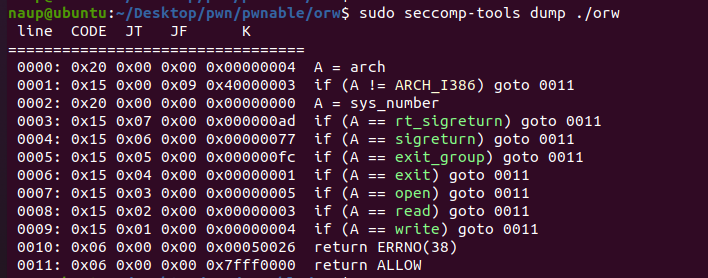 naup@ubuntu:~/Desktop/pwn/pwnable/orw$ sudo seccomp-tools dump ./orw
 line  CODE  JT   JF      K
=================================
 0000: 0x20 0x00 0x00 0x00000004  A = arch
 0001: 0x15 0x00 0x09 0x40000003  if (A != ARCH_I386) goto 0011
 0002: 0x20 0x00 0x00 0x00000000  A = sys_number
 0003: 0x15 0x07 0x00 0x000000ad  if (A == rt_sigreturn) goto 0011
 0004: 0x15 0x06 0x00 0x00000077  if (A == sigreturn) goto 0011
 0005: 0x15 0x05 0x00 0x000000fc  if (A == exit_group) goto 0011
 0006: 0x15 0x04 0x00 0x00000001  if (A == exit) goto 0011
 0007: 0x15 0x03 0x00 0x00000005  if (A == open) goto 0011
 0008: 0x15 0x02 0x00 0x00000003  if (A == read) goto 0011
 0009: 0x15 0x01 0x00 0x00000004  if (A == write) goto 0011
 0010: 0x06 0x00 0x00 0x00050026  return ERRNO(38)
 0011: 0x06 0x00 0x00 0x7fff0000  return ALLOW